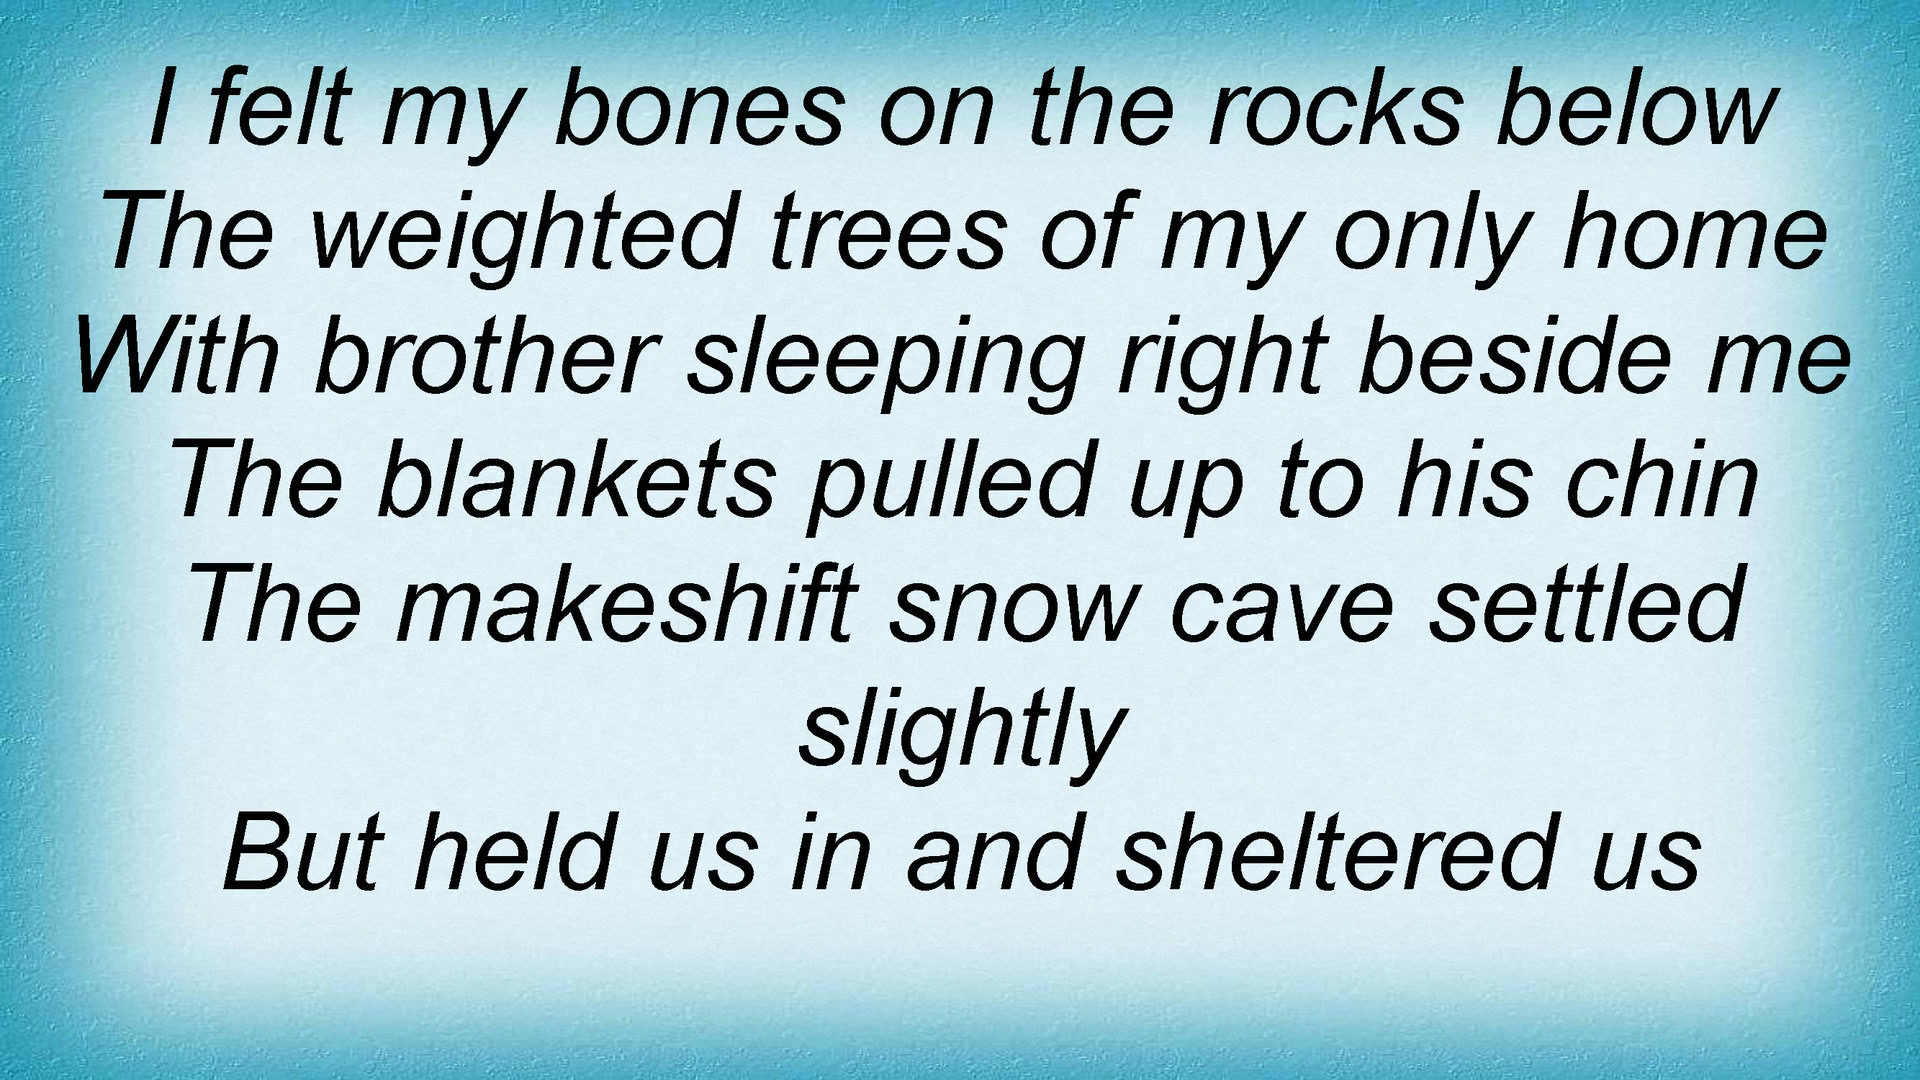 I felt my bones on the rocks below
The weighted trees of my only home
With brother sleeping right beside me
The blankets pulled up to his chin
The makeshift snow cave settled
slightly
But held us in and sheltered us